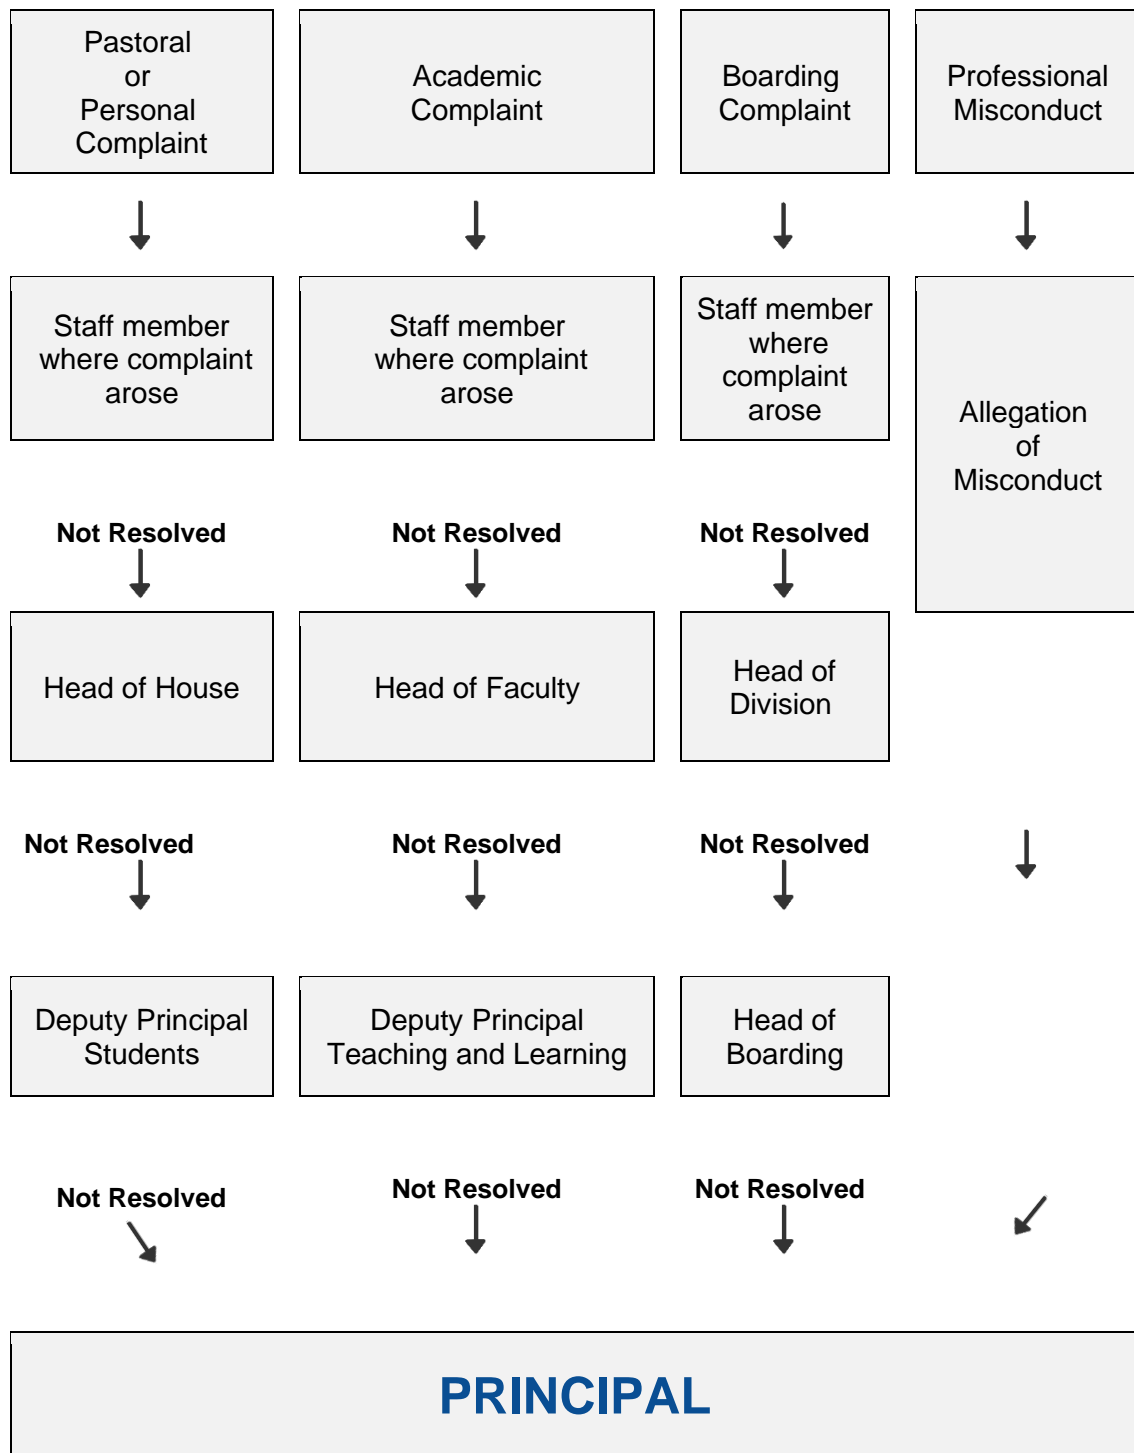 Pastoral
or
Personal
Complaint
Academic
Complaint
Boarding
Complaint
Professional
Misconduct
Staff member
where complaint
arose
Staff member
where complaint
arose
Staff member
where
complaint
arose
Allegation
of
Misconduct
Not Resolved
Not Resolved
Not Resolved
Head of House
Head of Faculty
Head of
Division
Not Resolved
Not Resolved
Not Resolved
Deputy Principal
Students
Deputy Principal
Teaching and Learning
Head of
Boarding
Not Resolved
Not Resolved
Not Resolved
PRINCIPAL